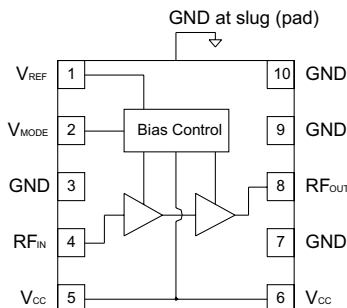 GND at slug (pad)
VREF 1 10 GND
VMODE 2 Bias Control 9 GND
GND 3 8 RFOUT
RFIN 4 7 GND
VCC 5 6 VCC